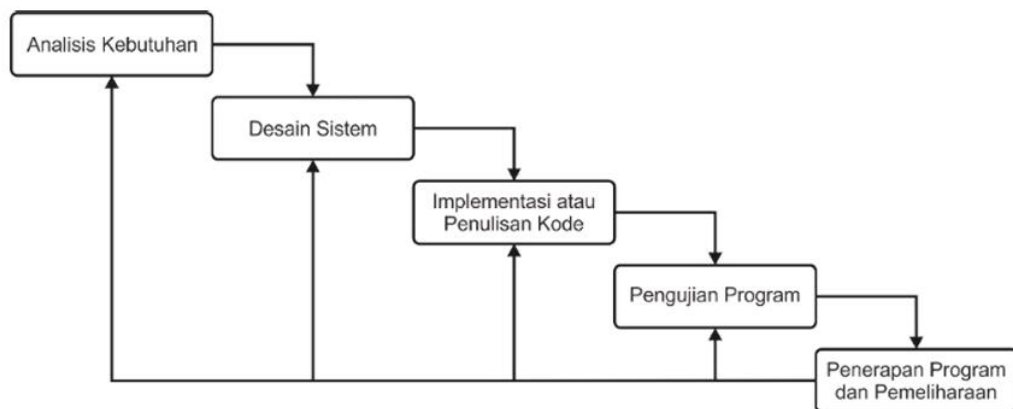 Analisis Kebutuhan
Desain Sistem
Implementasi atau
Penulisan Kode
Pengujian Program
Penerapan Program
dan Pemeliharaan